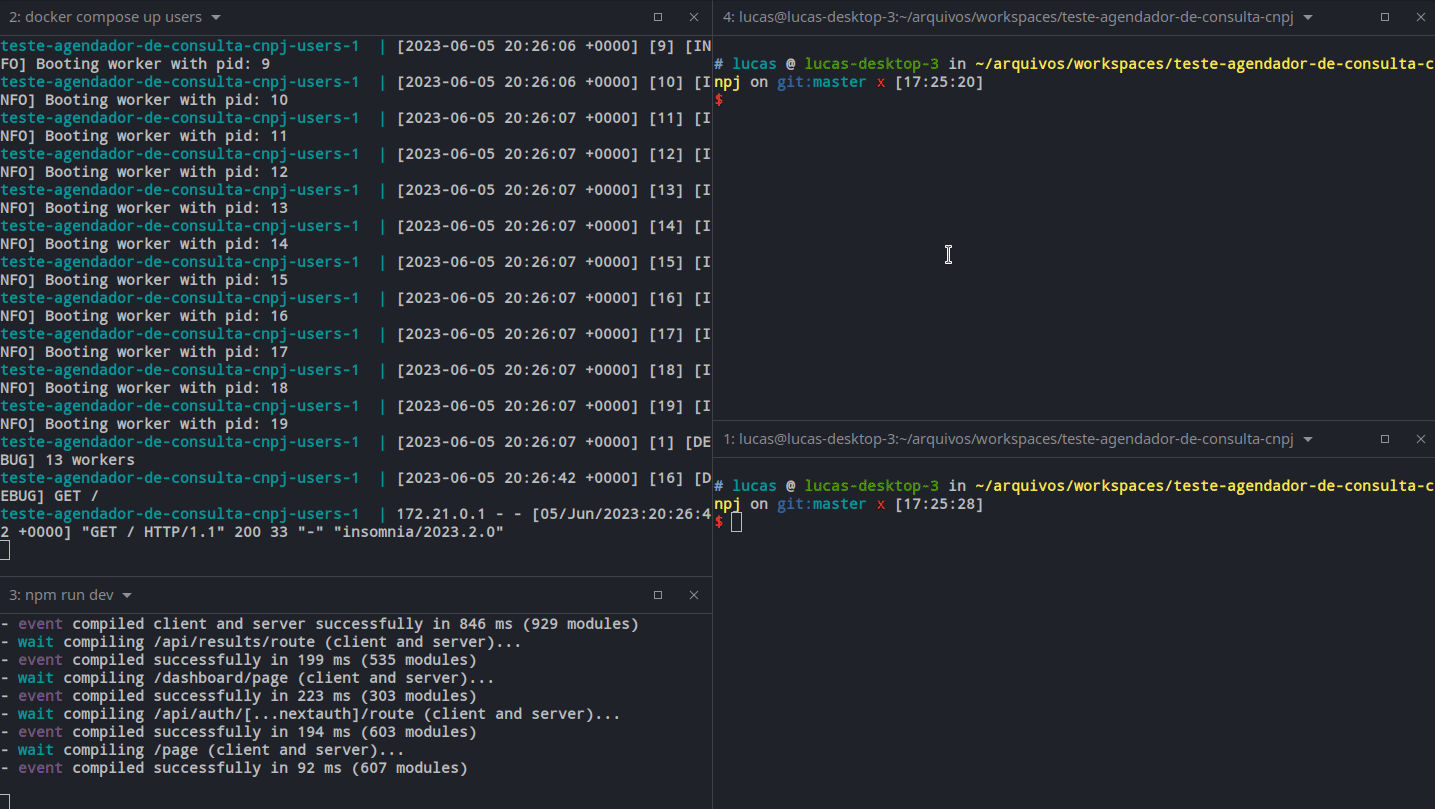 2: docker compose up users
teste-agendador-de-consulta-cnpj-users-1 | [2023-06-05 20:26:06 +0000] [9] [IN
FO] Booting worker with pid: 9
teste-agendador-de-consulta-cnpj-users-1 | [2023-06-05 20:26:06 +0000] [10] [I
NFO] Booting worker with pid: 10
teste-agendador-de-consulta-cnpj-users-1 | [2023-06-05 20:26:07 +0000] [11] [I
NFO] Booting worker with pid: 11
teste-agendador-de-consulta-cnpj-users-1 | [2023-06-05 20:26:07 +0000] [12] [I
NFO] Booting worker with pid: 12
teste-agendador-de-consulta-cnpj-users-1 | [2023-06-05 20:26:07 +0000] [13] [I
NFO] Booting worker with pid: 13
teste-agendador-de-consulta-cnpj-users-1 | [2023-06-05 20:26:07 +0000] [14] [I
NFO] Booting worker with pid: 14
teste-agendador-de-consulta-cnpj-users-1 | [2023-06-05 20:26:07 +0000] [15] [I
NFO] Booting worker with pid: 15
teste-agendador-de-consulta-cnpj-users-1 | [2023-06-05 20:26:07 +0000] [16] [I
NFO] Booting worker with pid: 16
teste-agendador-de-consulta-cnpj-users-1 | [2023-06-05 20:26:07 +0000] [17] [I
NFO] Booting worker with pid: 17
teste-agendador-de-consulta-cnpj-users-1 | [2023-06-05 20:26:07 +0000] [18] [I
NFO] Booting worker with pid: 18
teste-agendador-de-consulta-cnpj-users-1 | [2023-06-05 20:26:07 +0000] [19] [I
NFO] Booting worker with pid: 19
teste-agendador-de-consulta-cnpj-users-1 | [2023-06-05 20:26:07 +0000] [1] [DE
BUG] 13 workers
teste-agendador-de-consulta-cnpj-users-1 | [2023-06-05 20:26:42 +0000] [16] [D
EBUG] GET /
teste-agendador-de-consulta-cnpj-users-1 | 172.21.0.1 - - [05/Jun/2023:20:26:4
2 +0000] "GET / HTTP/1.1" 200 33 "-" "insomnia/2023.2.0"
3: npm run dev
- event compiled client and server successfully in 846 ms (929 modules)
- wait compiling /api/results/route (client and server)...
- event compiled successfully in 199 ms (535 modules)
- wait compiling /dashboard/page (client and server)...
- event compiled successfully in 223 ms (303 modules)
- wait compiling /api/auth/[...nextauth]/route (client and server)...
- event compiled successfully in 194 ms (603 modules)
- wait compiling /page (client and server)...
- event compiled successfully in 92 ms (607 modules)
4: lucas@lucas-desktop-3:~/arquivos/workspaces/teste-agendador-de-consulta-cnpj
# lucas @ lucas-desktop-3 in ~/arquivos/workspaces/teste-agendador-de-consulta-c
npj on git:master x [17:25:20]
$
1: lucas@lucas-desktop-3:~/arquivos/workspaces/teste-agendador-de-consulta-cnpj
# lucas @ lucas-desktop-3 in ~/arquivos/workspaces/teste-agendador-de-consulta-c
npj on git:master x [17:25:28]
$